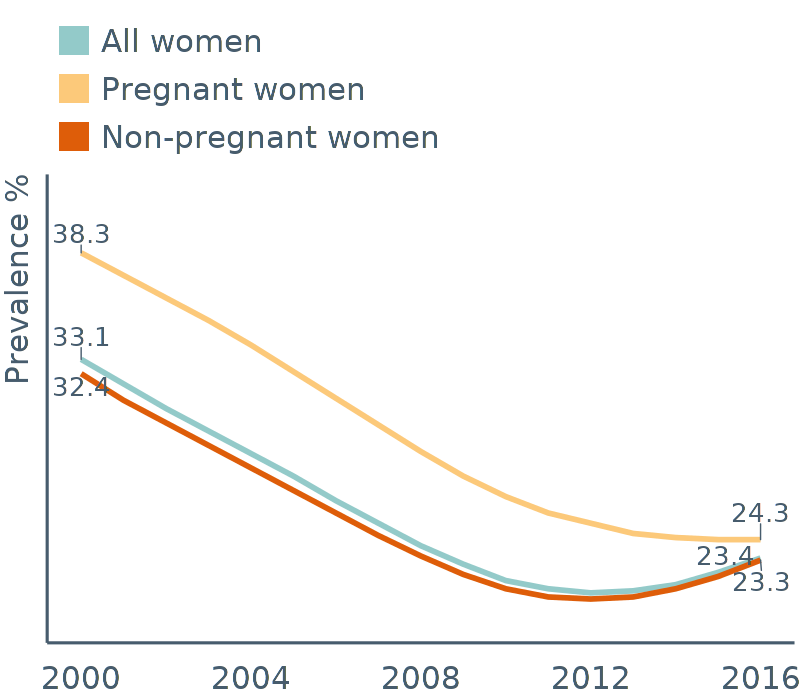 All women
Pregnant women
Non-pregnant women
Prevalence %
38.3
33.1
32.4
24.3
23.4
23.3
2000 2004 2008 2012 2016